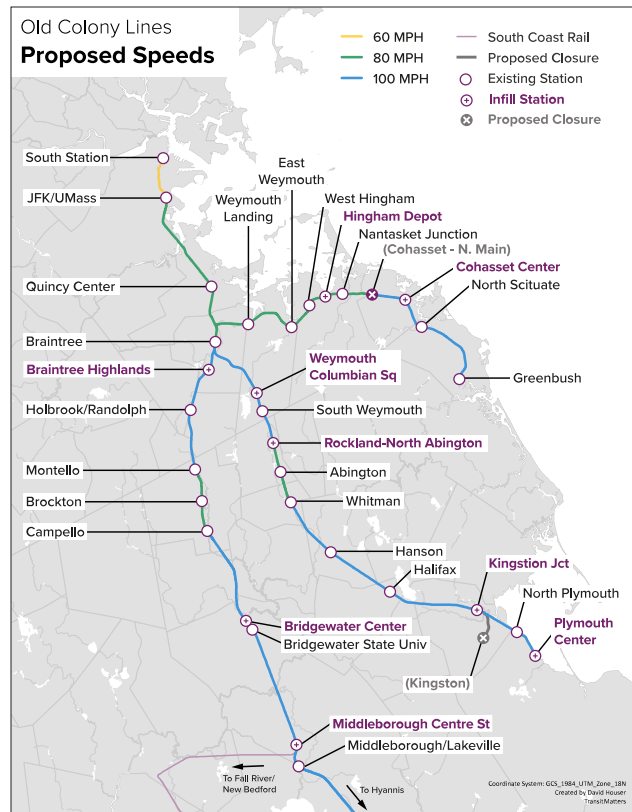 Old Colony Lines
Proposed Speeds
60 MPH
80 MPH
100 MPH
South Coast Rail
Proposed Closure
Existing Station
Infill Station
Proposed Closure
South Station
JFK/UMass
Quincy Center
Braintree
Braintree Highlands
Holbrook/Randolph
Montello
Brockton
Campello
Weymouth
Landing
East
Weymouth
West Hingham
Hingham Depot
Nantasket Junction
(Cohasset - N. Main)
Cohasset Center
North Scituate
Greenbush
Weymouth
Columbian Sq
South Weymouth
Rockland-North Abington
Abington
Whitman
Hanson
Halifax
Kingstion Jct
North Plymouth
Plymouth
Center
(Kingston)
Bridgewater Center
Bridgewater State Univ
Middleborough Centre St
Middleborough/Lakeville
To Fall River/
New Bedford
To Hyannis
Coordinate System: GCS_1984_UTM_Zone_18N
Created by David Houser
TransitMatters